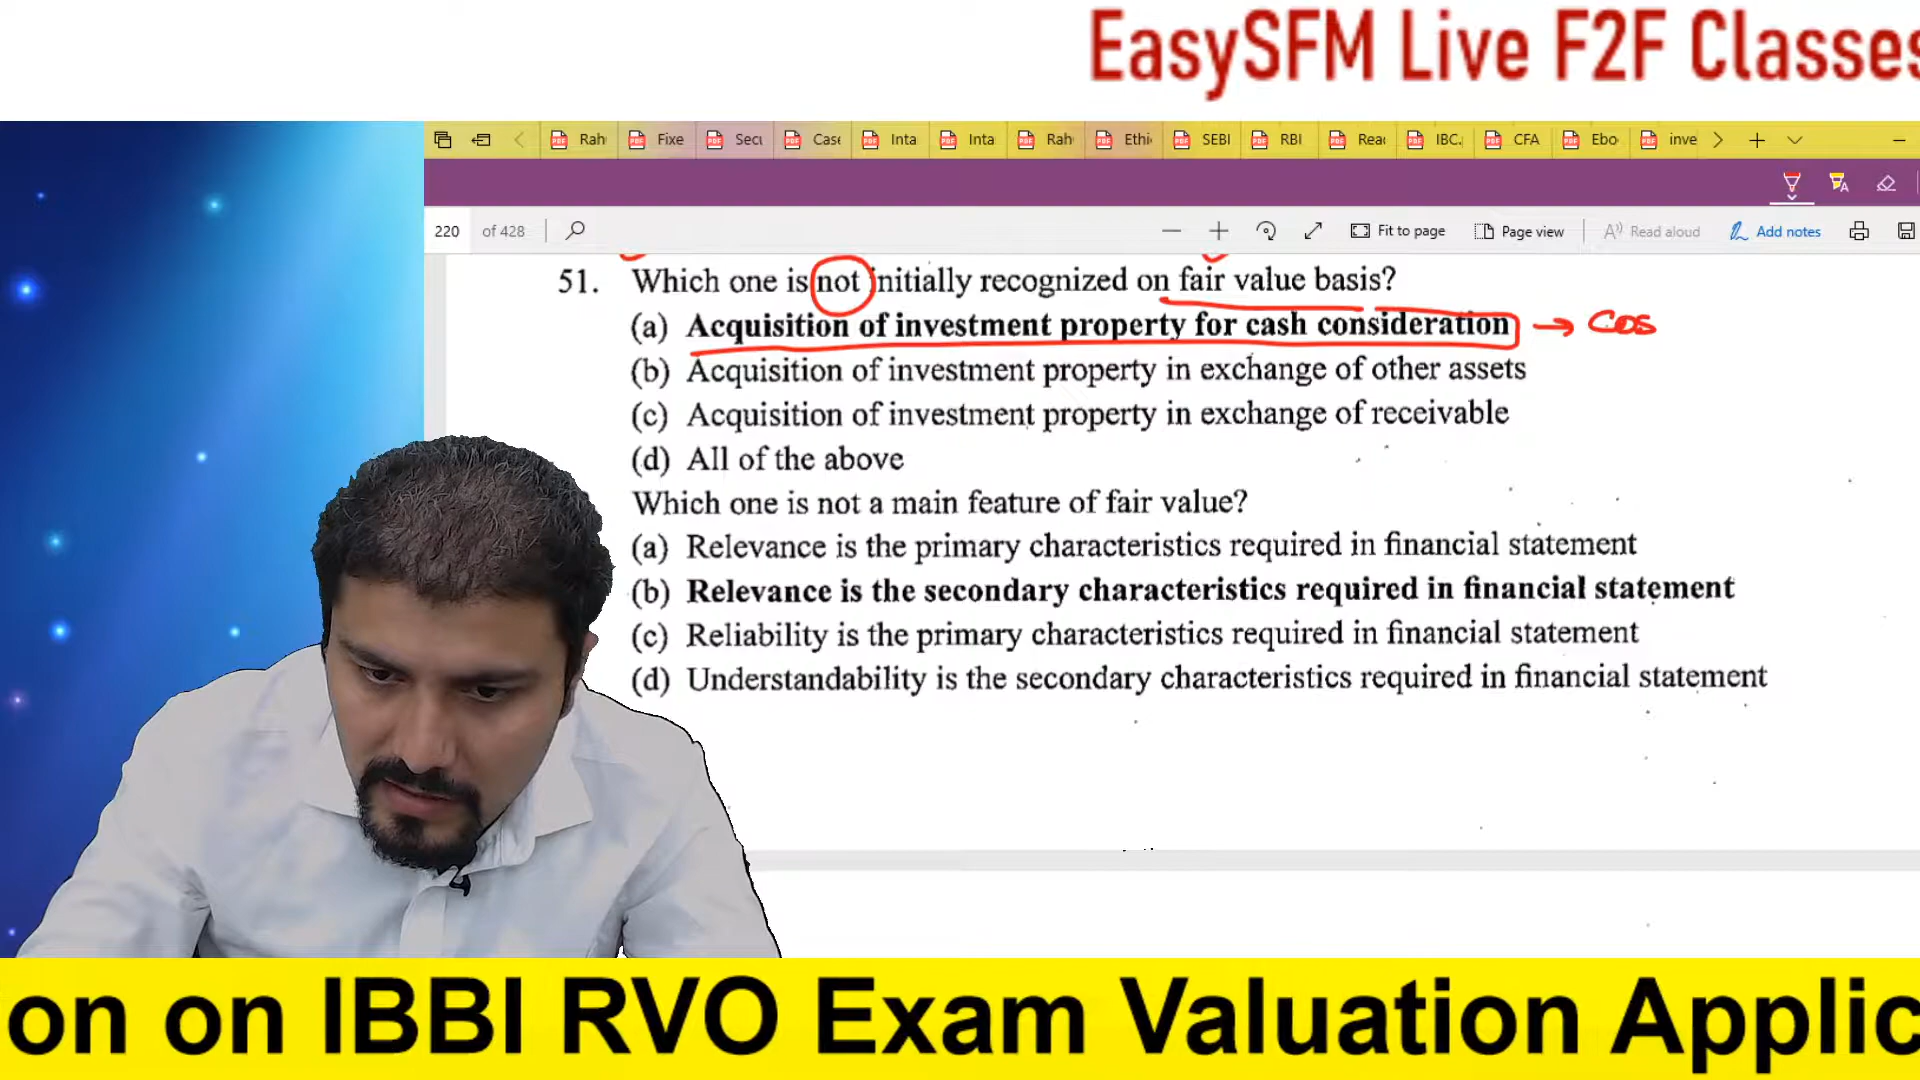 EasySFM Live F2F Classes
Rah Fixe Secu Case Inta Inta Rah Ethi SEBI RBI Reac IBC. CFA Ebo inve
220 of 428 Fit to page Page view Read aloud Add notes
51. Which one is not initially recognized on fair value basis?
(a) Acquisition of investment property for cash consideration → Cos
(b) Acquisition of investment property in exchange of other assets
(c) Acquisition of investment property in exchange of receivable
(d) All of the above
Which one is not a main feature of fair value?
(a) Relevance is the primary characteristics required in financial statement
(b) Relevance is the secondary characteristics required in financial statement
(c) Reliability is the primary characteristics required in financial statement
(d) Understandability is the secondary characteristics required in financial statement
on on IBBI RVO Exam Valuation Applic